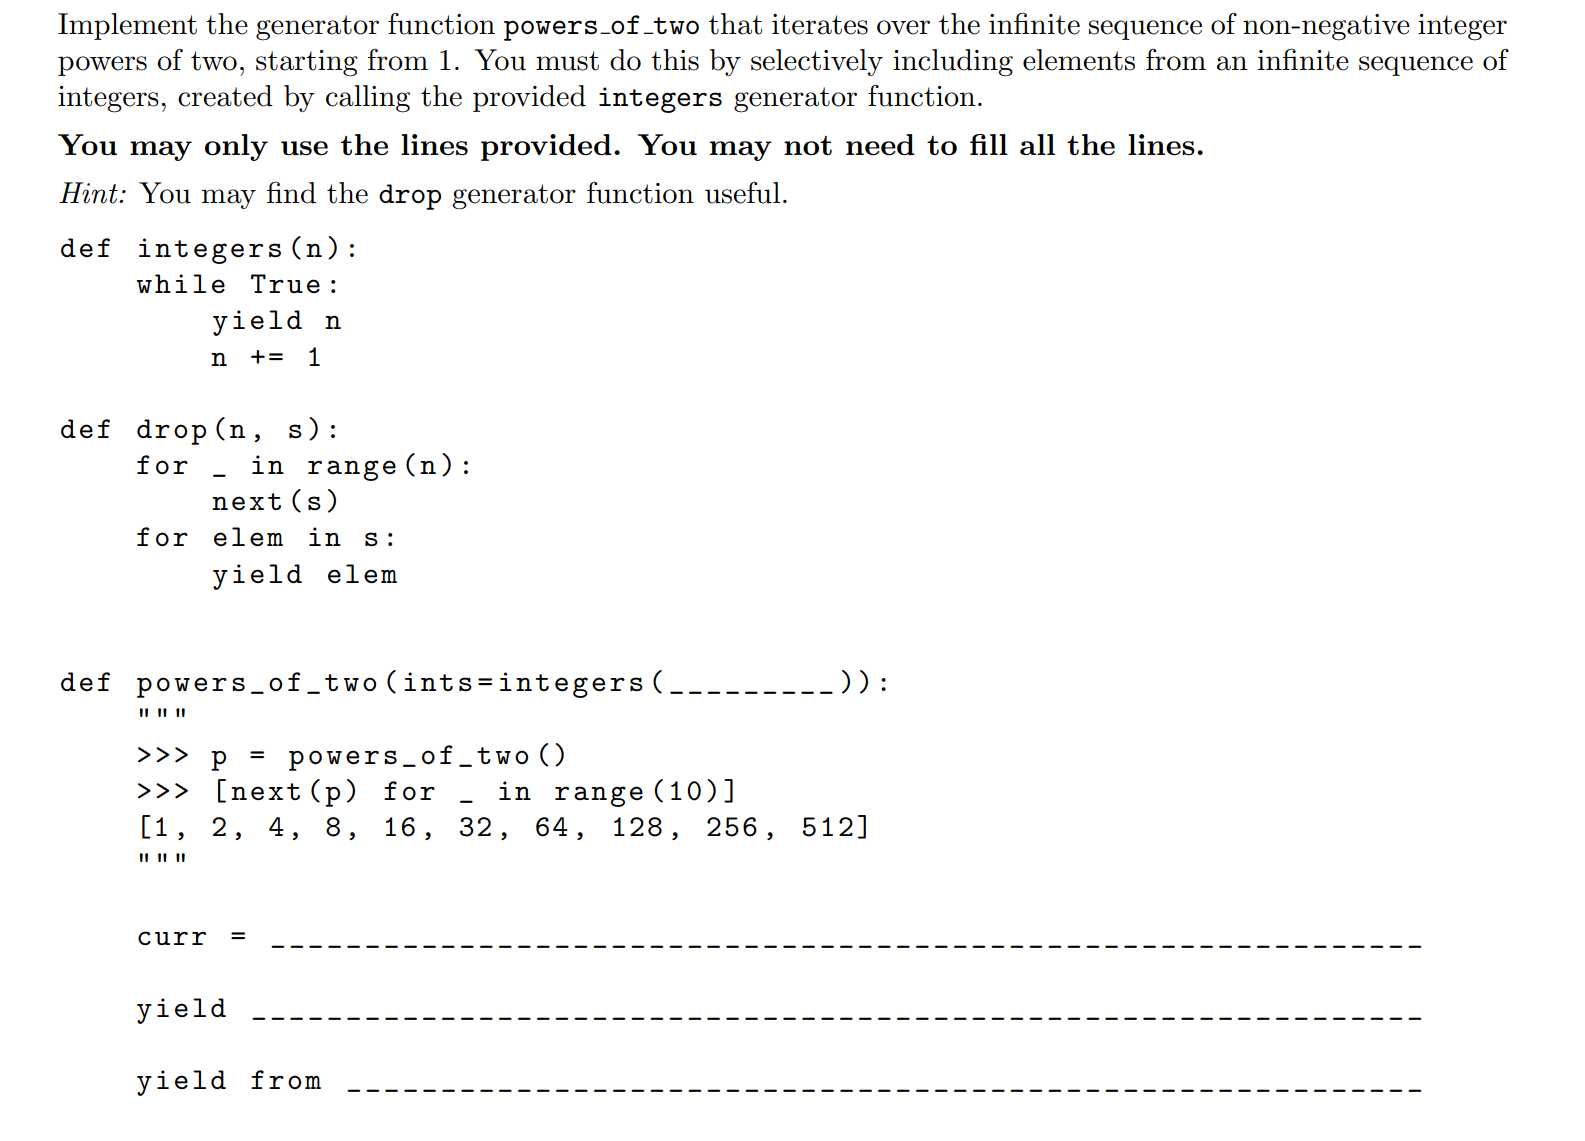 Implement the generator function powers_of_two that iterates over the infinite sequence of non-negative integer
powers of two, starting from 1. You must do this by selectively including elements from an infinite sequence of
integers, created by calling the provided integers generator function.
You may only use the lines provided. You may not need to fill all the lines.
Hint: You may find the drop generator function useful.
def integers(n):
    while True:
        yield n
        n += 1
def drop(n, s):
    for _ in range(n):
        next(s)
    for elem in s:
        yield elem
def powers_of_two(ints=integers(_________)):
    """
    >>> p = powers_of_two()
    >>> [next(p) for _ in range(10)]
    [1, 2, 4, 8, 16, 32, 64, 128, 256, 512]
    """
    curr = _____________________________________________________________
    yield ______________________________________________________________
    yield from _________________________________________________________